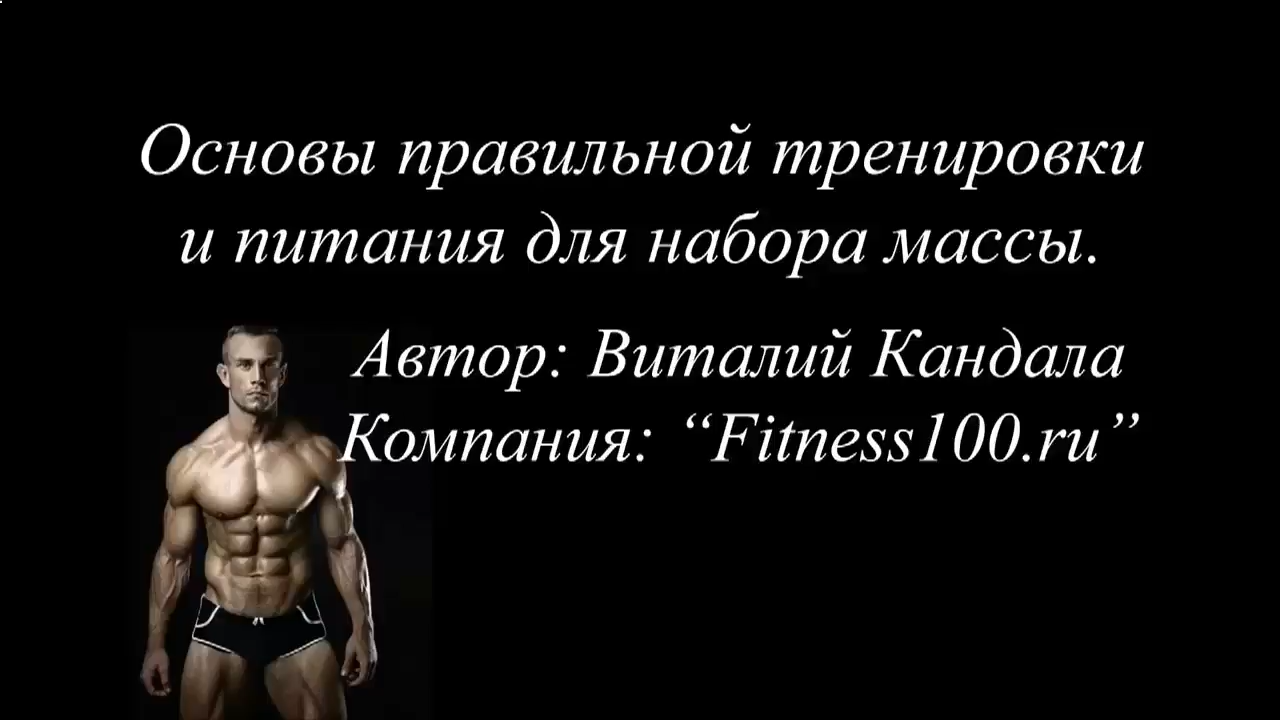 Основы правильной тренировки
и питания для набора массы.
Автор: Виталий Кандала
Компания: “Fitness100.ru”